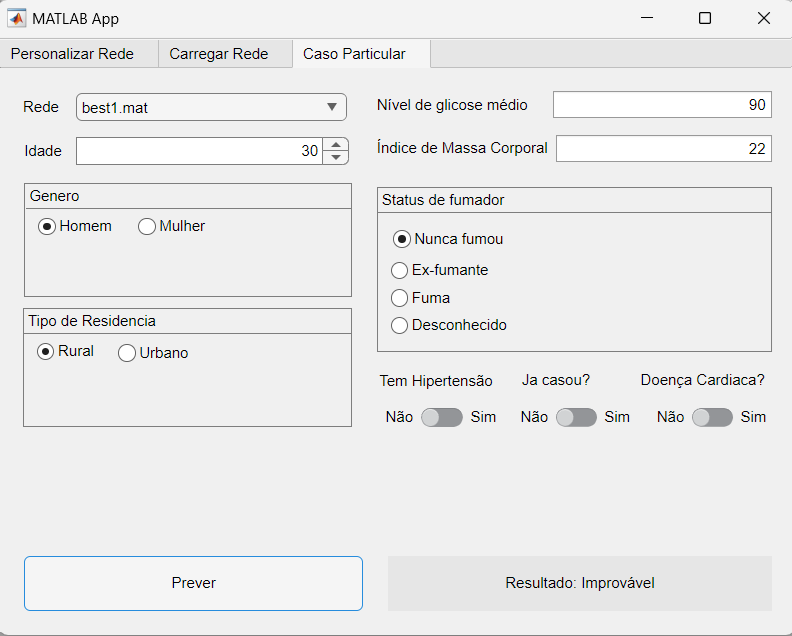 MATLAB App
Personalizar Rede Carregar Rede Caso Particular
Rede best1.mat
Idade 30
Genero
Homem Mulher
Tipo de Residencia
Rural Urbano
Nível de glicose médio 90
Índice de Massa Corporal 22
Status de fumador
Nunca fumou
Ex-fumante
Fuma
Desconhecido
Tem Hipertensão Ja casou? Doença Cardiaca?
Não Sim Não Sim Não Sim
Prever Resultado: Improvável